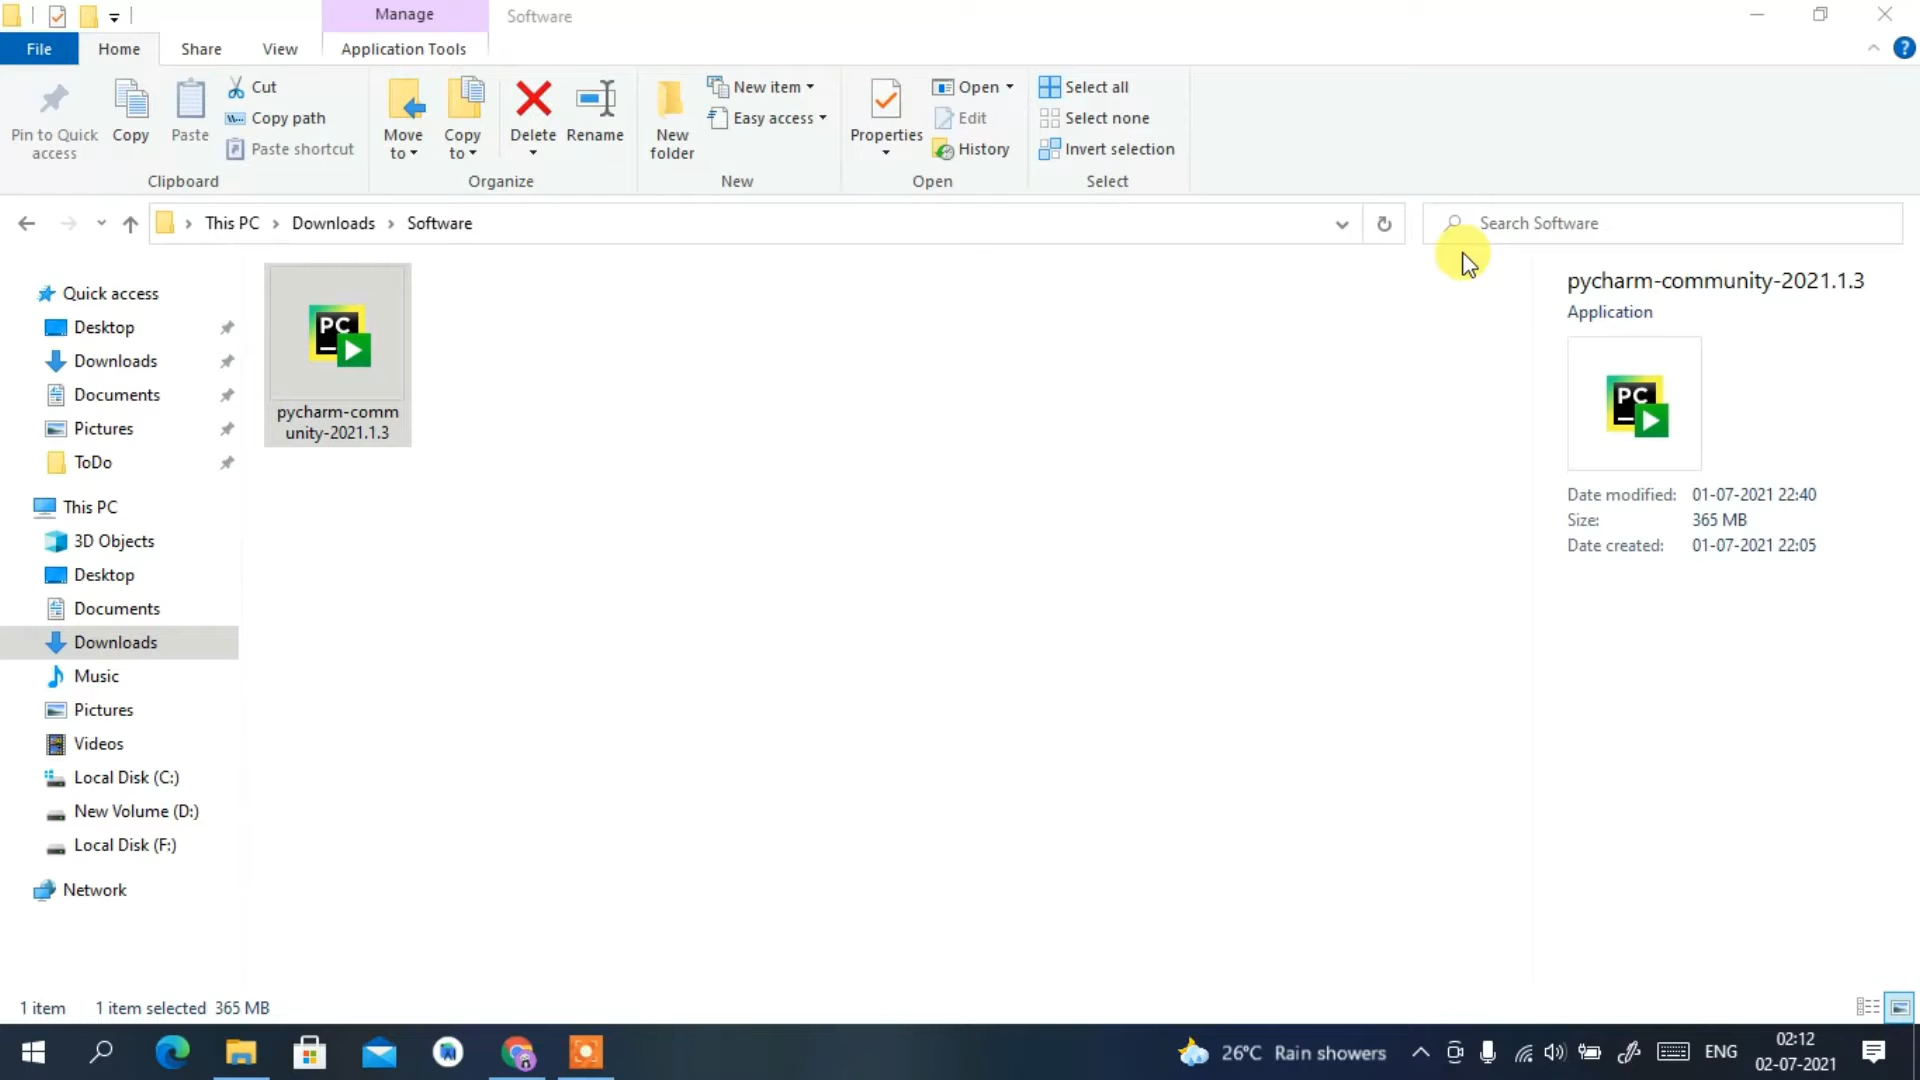 Manage
Software
File
Home
Share
View
Application Tools
Pin to Quick access
Copy
Paste
Cut
Copy path
Paste shortcut
Clipboard
Move to
Copy to
Delete
Rename
Organize
New folder
New item
Easy access
New
Properties
Open
Edit
History
Open
Select all
Select none
Invert selection
Select
This PC
Downloads
Software
Search Software
Quick access
Desktop
Downloads
Documents
Pictures
ToDo
This PC
3D Objects
Desktop
Documents
Downloads
Music
Pictures
Videos
Local Disk (C:)
New Volume (D:)
Local Disk (F:)
Network
PC
pycharm-comm
unity-2021.1.3
pycharm-community-2021.1.3
Application
PC
Date modified: 01-07-2021 22:40
Size: 365 MB
Date created: 01-07-2021 22:05
1 item
1 item selected 365 MB
26°C Rain showers
ENG
02:12
02-07-2021